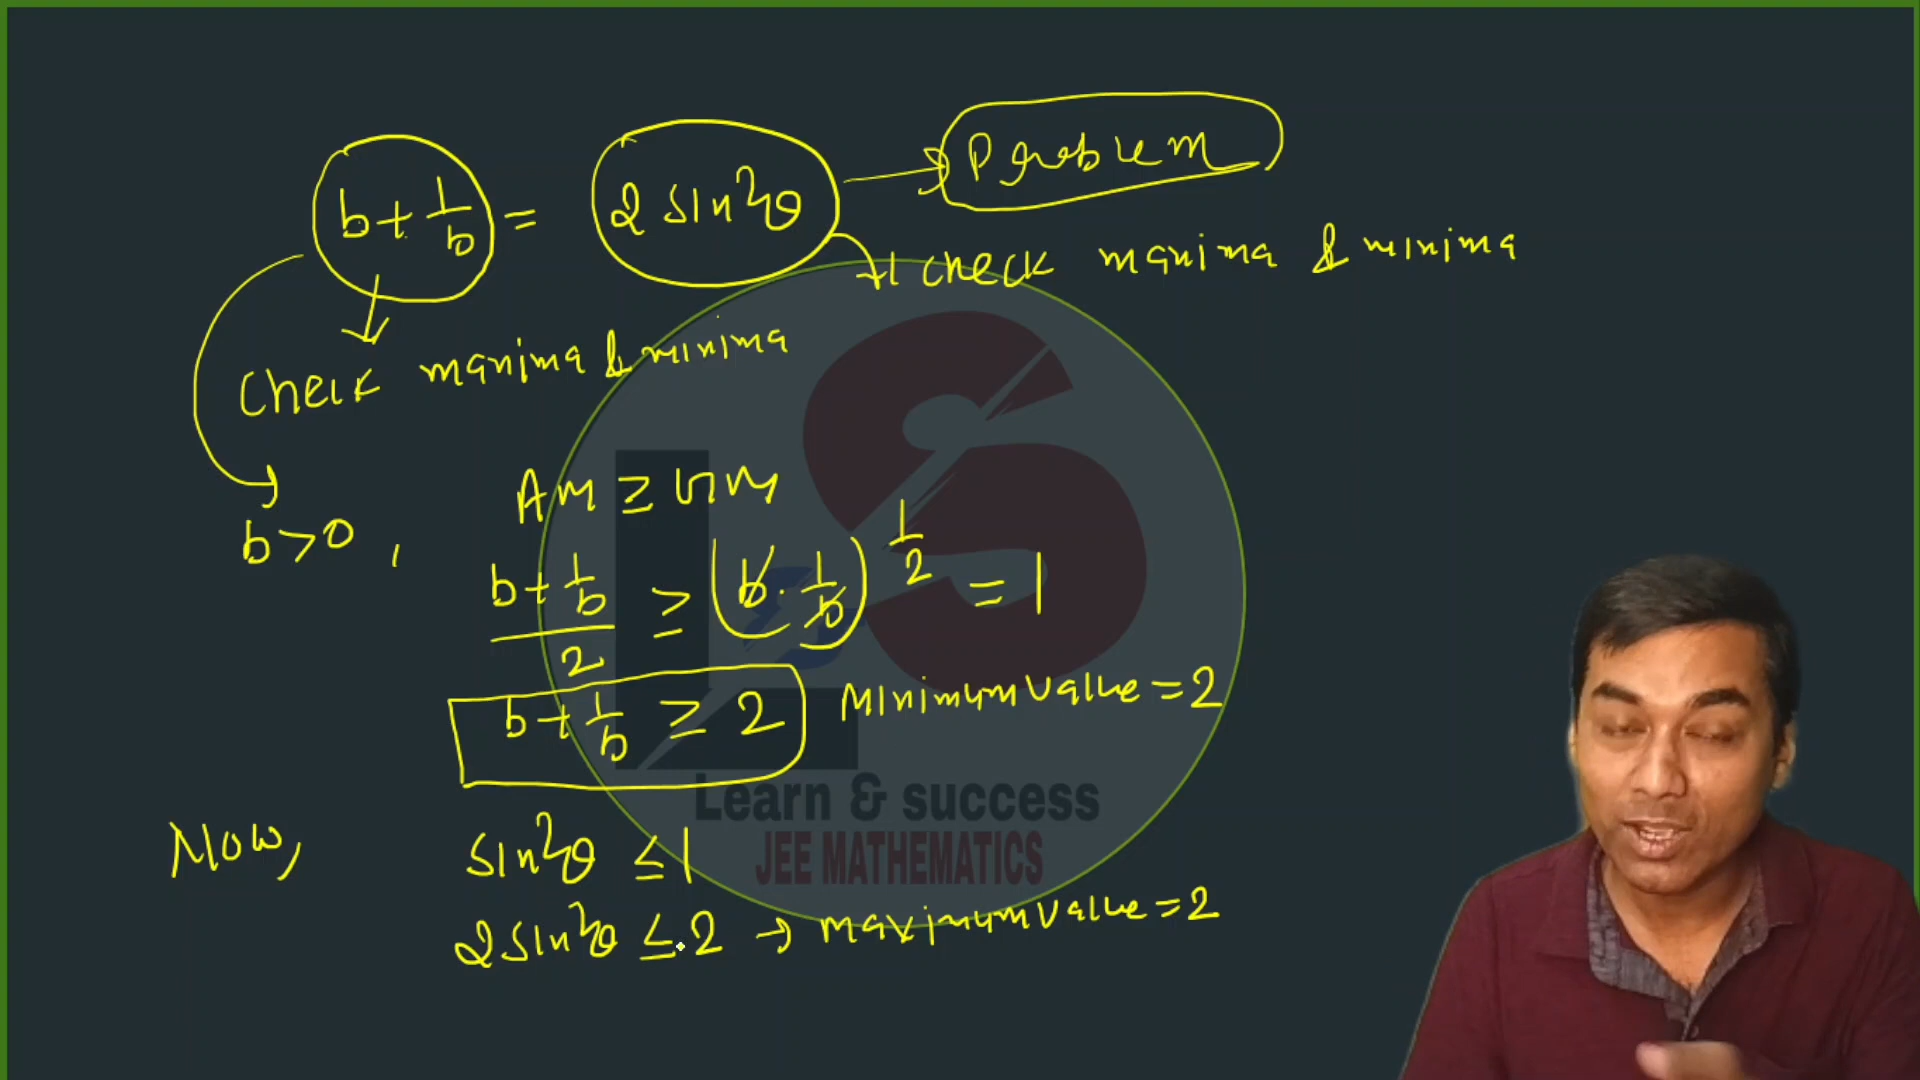 b + 1/b = 2 sin²θ → Problem
→ check maxima & minima
Check maxima & minima
b > 0 ,
AM ≥ GM
(b + 1/b)/2 ≥ (b · 1/b)^(1/2) = 1
b + 1/b ≥ 2 Minimum value = 2
Learn & success
JEE MATHEMATICS
Now, sin²θ ≤ 1
2 sin²θ ≤ 2 → maximum value = 2